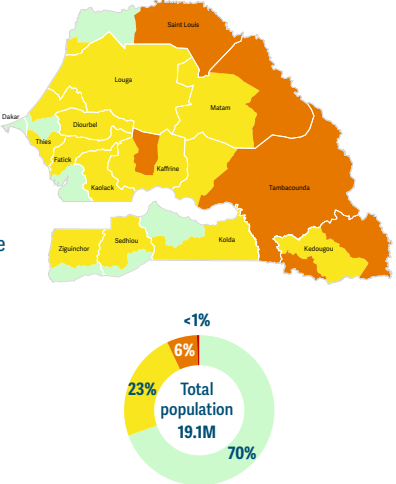 Saint Louis
Louga
Matam
Dakar
Diourbel
Thies
Fatick
Kaffrine
Kaolack
Tambacounda
e
Ziguinchor
Sedhiou
Kolda
Kedougou
<1%
6%
23%
Total
population
19.1M
70%